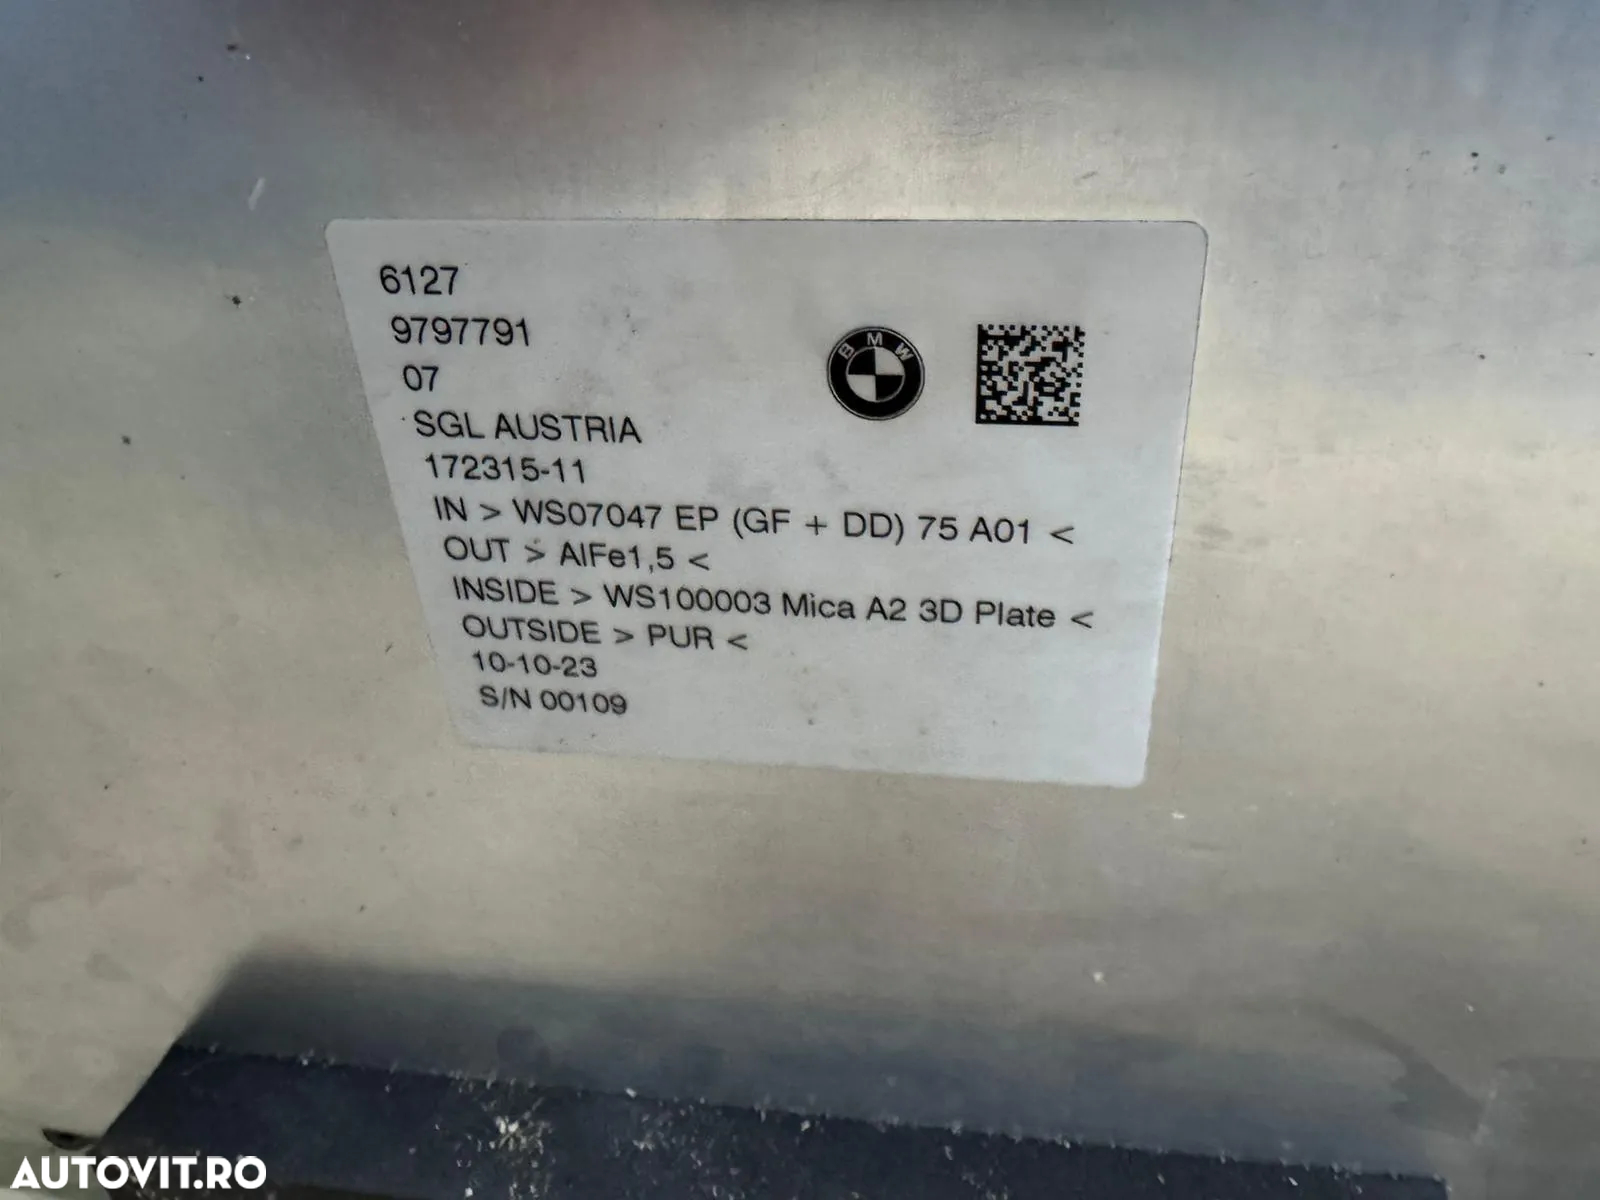 6127
9797791
07
SGL AUSTRIA
172315-11
IN > WS07047 EP (GF + DD) 75 A01 <
OUT > AlFe1,5 <
INSIDE > WS100003 Mica A2 3D Plate <
OUTSIDE > PUR <
10-10-23
S/N 00109
BMW
AUTOVIT.RO